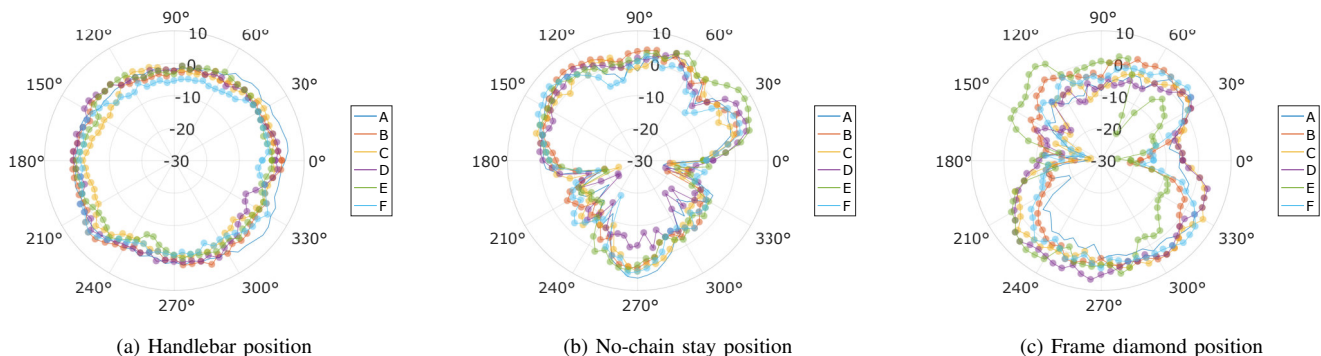 90°
120°
60°
10
0
150°
30°
-10
-20
180°
-30
0°
210°
330°
240°
300°
270°
A
B
C
D
E
F
(a) Handlebar position
90°
120°
60°
10
0
150°
30°
-10
-20
180°
-30
0°
210°
330°
240°
300°
270°
A
B
C
D
E
F
(b) No-chain stay position
90°
120°
60°
10
0
150°
30°
-10
-20
180°
-30
0°
210°
330°
240°
300°
270°
A
B
C
D
E
F
(c) Frame diamond position